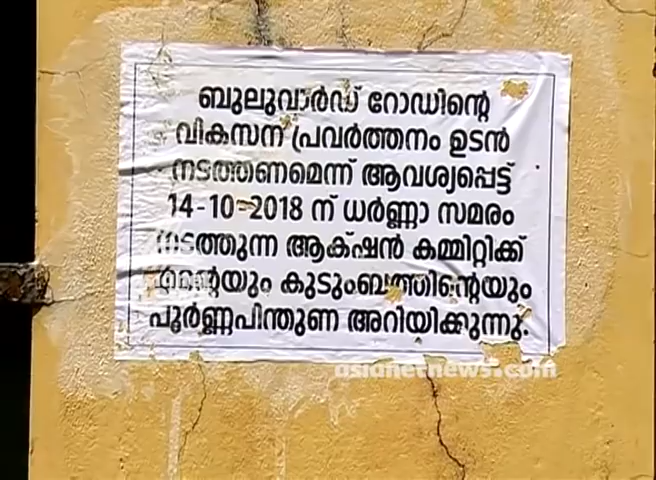 ബുലുവാർഡ് റോഡിന്റെ
വികസന പ്രവർത്തനം ഉടൻ
നടത്തണമെന്ന് ആവശ്യപ്പെട്ട്
14-10-2018 ന് ധർണ്ണാ സമരം
നടത്തുന്ന ആക്ഷൻ കമ്മിറ്റിക്ക്
എന്റെയും കുടുംബത്തിന്റെയും
പൂർണ്ണപിന്തുണ അറിയിക്കുന്നു.
asianetnews.com